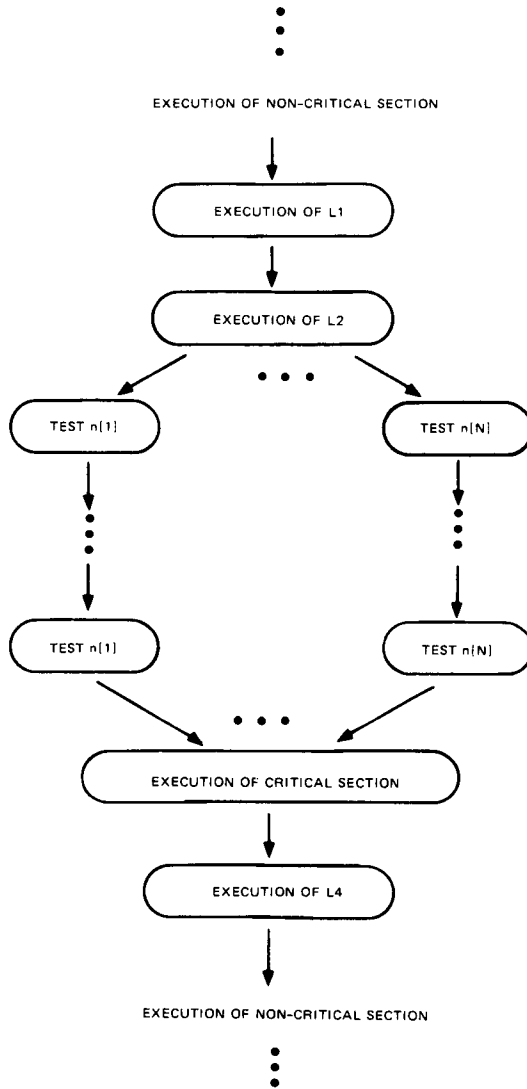 EXECUTION OF NON-CRITICAL SECTION
EXECUTION OF L1
EXECUTION OF L2
TEST n[1]
TEST n[N]
TEST n[1]
TEST n[N]
EXECUTION OF CRITICAL SECTION
EXECUTION OF L4
EXECUTION OF NON-CRITICAL SECTION